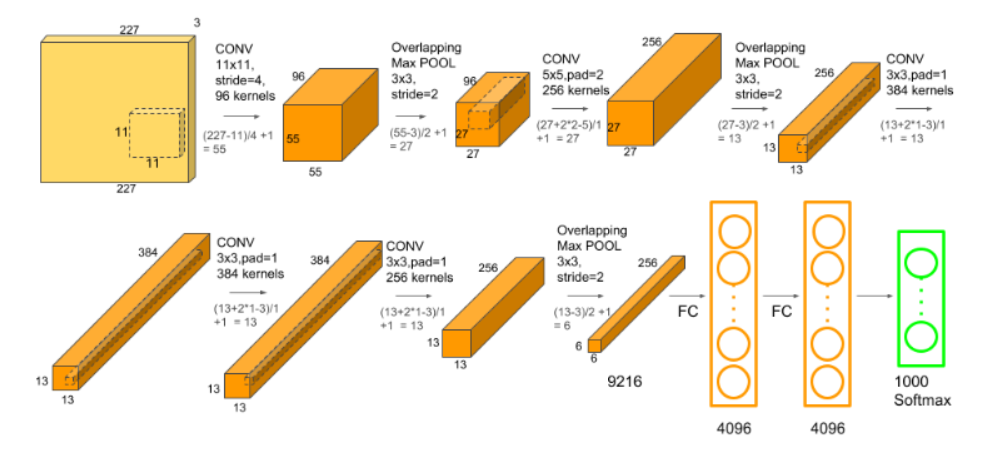 227
3
11
11
227
CONV
11x11,
stride=4,
96 kernels
(227-11)/4 +1
= 55
96
55
55
Overlapping
Max POOL
3x3,
stride=2
(55-3)/2 +1
= 27
96
27
27
CONV
5x5,pad=2
256 kernels
(27+2*2-5)/1
+1 = 27
256
27
27
Overlapping
Max POOL
3x3,
stride=2
(27-3)/2 +1
= 13
256
13
13
CONV
3x3,pad=1
384 kernels
(13+2*1-3)/1
+1 = 13
384
13
13
CONV
3x3,pad=1
384 kernels
(13+2*1-3)/1
+1 = 13
384
13
13
CONV
3x3,pad=1
256 kernels
(13+2*1-3)/1
+1 = 13
256
13
13
Overlapping
Max POOL
3x3,
stride=2
(13-3)/2 +1
= 6
256
6
6
9216
FC
4096
FC
4096
1000
Softmax